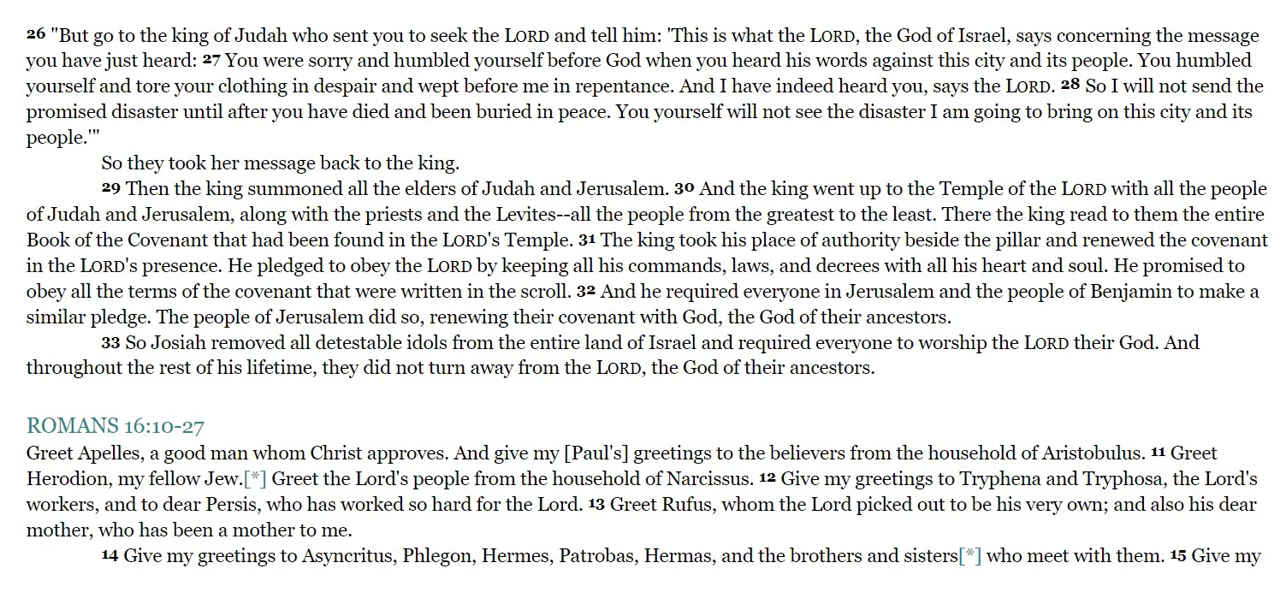 26 "But go to the king of Judah who sent you to seek the LORD and tell him: 'This is what the LORD, the God of Israel, says concerning the message
you have just heard: 27 You were sorry and humbled yourself before God when you heard his words against this city and its people. You humbled
yourself and tore your clothing in despair and wept before me in repentance. And I have indeed heard you, says the LORD. 28 So I will not send the
promised disaster until after you have died and been buried in peace. You yourself will not see the disaster I am going to bring on this city and its
people.'"
So they took her message back to the king.
29 Then the king summoned all the elders of Judah and Jerusalem. 30 And the king went up to the Temple of the LORD with all the people
of Judah and Jerusalem, along with the priests and the Levites--all the people from the greatest to the least. There the king read to them the entire
Book of the Covenant that had been found in the LORD's Temple. 31 The king took his place of authority beside the pillar and renewed the covenant
in the LORD's presence. He pledged to obey the LORD by keeping all his commands, laws, and decrees with all his heart and soul. He promised to
obey all the terms of the covenant that were written in the scroll. 32 And he required everyone in Jerusalem and the people of Benjamin to make a
similar pledge. The people of Jerusalem did so, renewing their covenant with God, the God of their ancestors.
33 So Josiah removed all detestable idols from the entire land of Israel and required everyone to worship the LORD their God. And
throughout the rest of his lifetime, they did not turn away from the LORD, the God of their ancestors.
ROMANS 16:10-27
Greet Apelles, a good man whom Christ approves. And give my [Paul's] greetings to the believers from the household of Aristobulus. 11 Greet
Herodion, my fellow Jew.[*] Greet the Lord's people from the household of Narcissus. 12 Give my greetings to Tryphena and Tryphosa, the Lord's
workers, and to dear Persis, who has worked so hard for the Lord. 13 Greet Rufus, whom the Lord picked out to be his very own; and also his dear
mother, who has been a mother to me.
14 Give my greetings to Asyncritus, Phlegon, Hermes, Patrobas, Hermas, and the brothers and sisters[*] who meet with them. 15 Give my